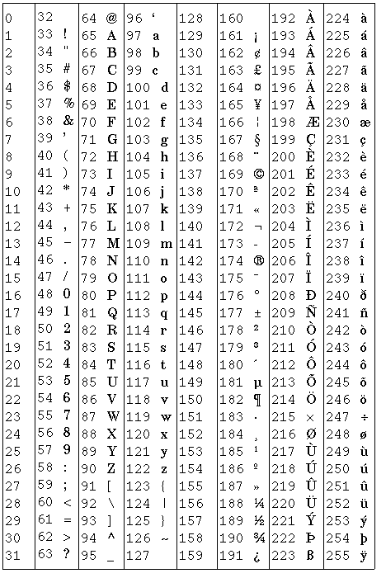 0 32 64 @ 96 ‘ 128 160 192 À 224 à
1 33 ! 65 A 97 a 129 161 ¡ 193 Á 225 á
2 34 " 66 B 98 b 130 162 ¢ 194 Â 226 â
3 35 # 67 C 99 c 131 163 £ 195 Ã 227 ã
4 36 $ 68 D 100 d 132 164 ¤ 196 Ä 228 ä
5 37 % 69 E 101 e 133 165 ¥ 197 Å 229 å
6 38 & 70 F 102 f 134 166 ¦ 198 Æ 230 æ
7 39 ' 71 G 103 g 135 167 § 199 Ç 231 ç
8 40 ( 72 H 104 h 136 168 ¨ 200 È 232 è
9 41 ) 73 I 105 i 137 169 © 201 É 233 é
10 42 * 74 J 106 j 138 170 ª 202 Ê 234 ê
11 43 + 75 K 107 k 139 171 « 203 Ë 235 ë
12 44 , 76 L 108 l 140 172 ¬ 204 Ì 236 ì
13 45 – 77 M 109 m 141 173 - 205 Í 237 í
14 46 . 78 N 110 n 142 174 ® 206 Î 238 î
15 47 / 79 O 111 o 143 175 ¯ 207 Ï 239 ï
16 48 0 80 P 112 p 144 176 ° 208 Ð 240 ð
17 49 1 81 Q 113 q 145 177 ± 209 Ñ 241 ñ
18 50 2 82 R 114 r 146 178 ² 210 Ò 242 ò
19 51 3 83 S 115 s 147 179 ³ 211 Ó 243 ó
20 52 4 84 T 116 t 148 180 ´ 212 Ô 244 ô
21 53 5 85 U 117 u 149 181 µ 213 Õ 245 õ
22 54 6 86 V 118 v 150 182 ¶ 214 Ö 246 ö
23 55 7 87 W 119 w 151 183 · 215 × 247 ÷
24 56 8 88 X 120 x 152 184 ¸ 216 Ø 248 ø
25 57 9 89 Y 121 y 153 185 ¹ 217 Ù 249 ù
26 58 : 90 Z 122 z 154 186 º 218 Ú 250 ú
27 59 ; 91 [ 123 { 155 187 » 219 Û 251 û
28 60 < 92 \ 124 | 156 188 ¼ 220 Ü 252 ü
29 61 = 93 ] 125 } 157 189 ½ 221 Ý 253 ý
30 62 > 94 ^ 126 ~ 158 190 ¾ 222 Þ 254 þ
31 63 ? 95 _ 127 159 191 ¿ 223 ß 255 ÿ